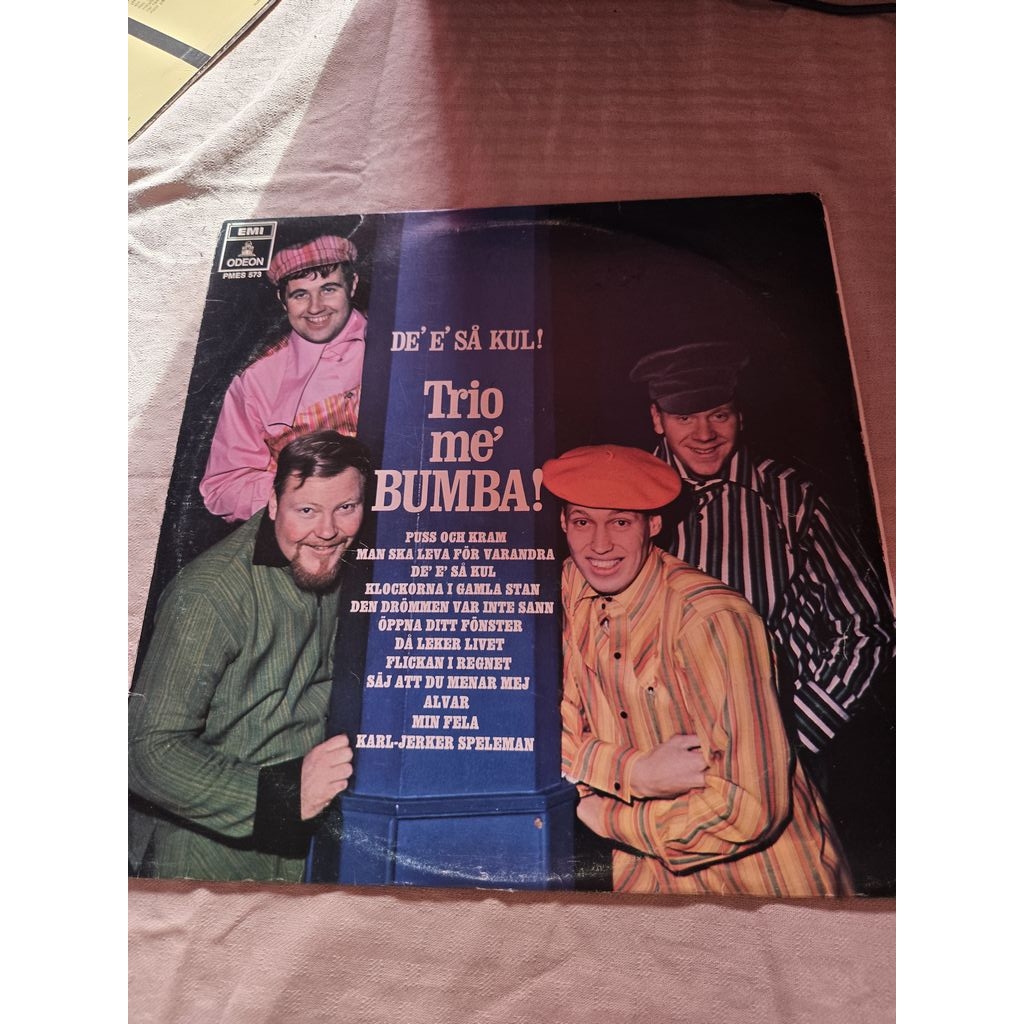 EMI
ODEON
PMES 573
DE' E' SÅ KUL!
Trio
me'
BUMBA!
PUSS OCH KRAM
MAN SKA LEVA FÖR VARANDRA
DE' E' SÅ KUL
KLOCKORNA I GAMLA STAN
DEN DRÖMMEN VAR INTE SANN
ÖPPNA DITT FÖNSTER
DÅ LEKER LIVET
FLICKAN I REGNET
SÄJ ATT DU MENAR MEJ
ALVAR
MIN FELA
KARL-JERKER SPELEMAN